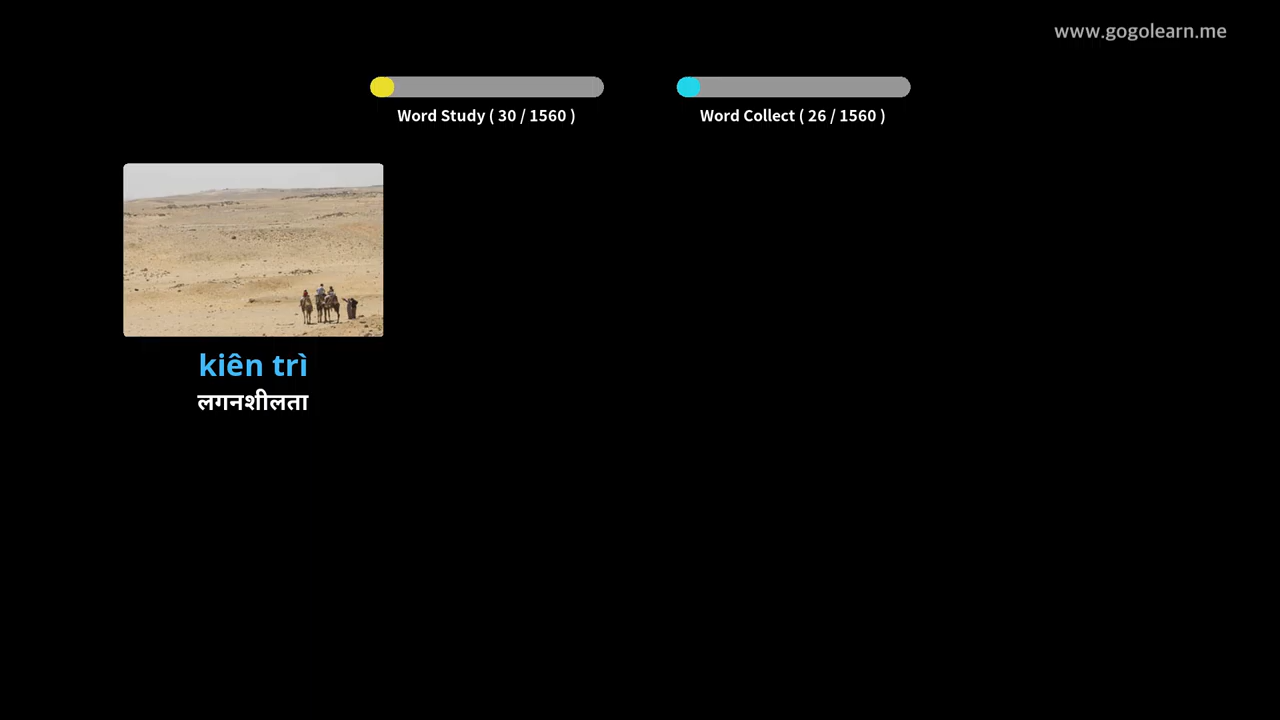 www.gogolearn.me
Word Study ( 30 / 1560 )
Word Collect ( 26 / 1560 )
kiên trì
लगनशीलता